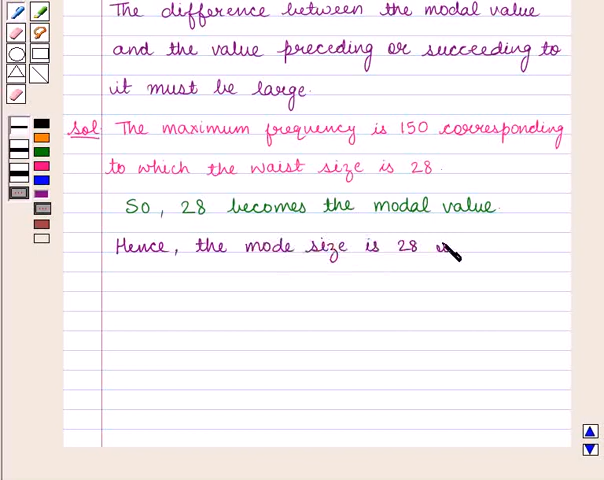 The difference between the modal value
and the value preceding or succeeding to
it must be large.
Sol The maximum frequency is 150 corresponding
to which the waist size is 28.
So, 28 becomes the modal value.
Hence, the mode size is 28